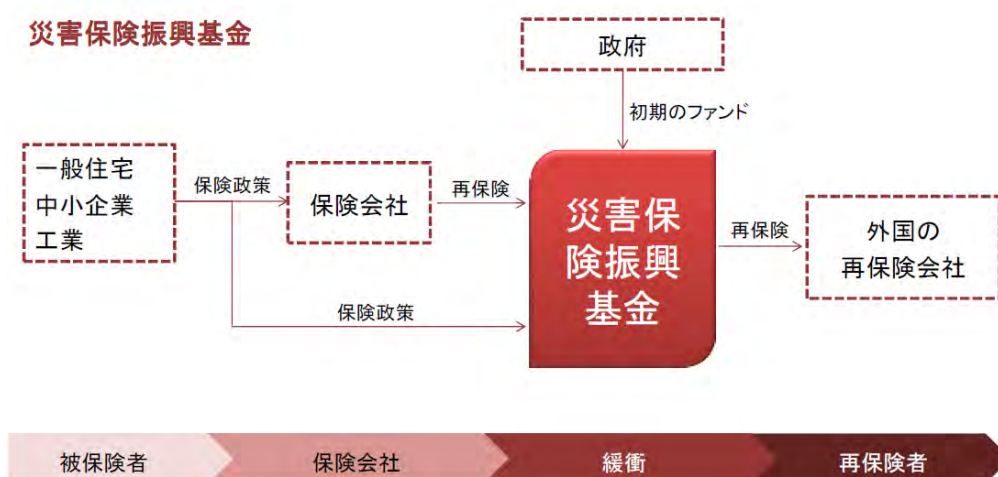 災害保険振興基金
政府
初期のファンド
一般住宅
中小企業
工業
保険政策
保険会社
再保険
災害保
険振興
基金
再保険
外国の
再保険会社
保険政策
被保険者
保険会社
緩衝
再保険者